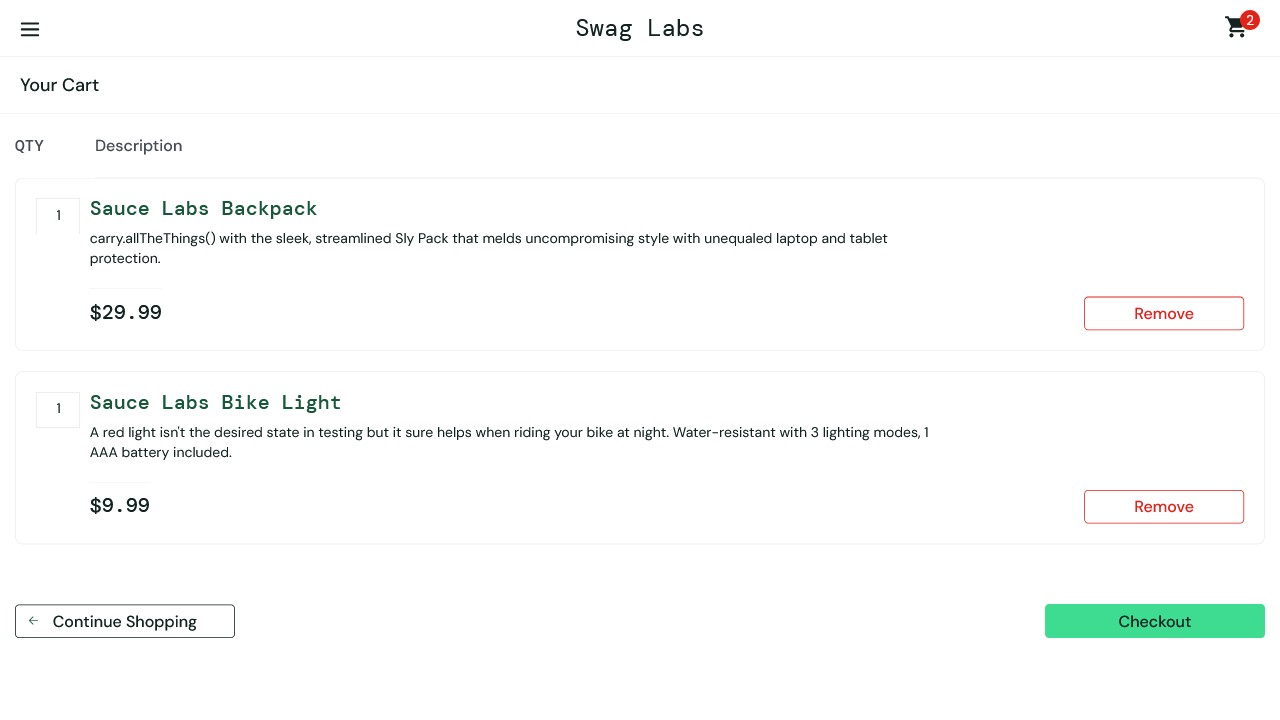 Swag Labs
2
Your Cart
QTY
Description
1
Sauce Labs Backpack
carry.allTheThings() with the sleek, streamlined Sly Pack that melds uncompromising style with unequaled laptop and tablet
protection.
$29.99
Remove
1
Sauce Labs Bike Light
A red light isn't the desired state in testing but it sure helps when riding your bike at night. Water-resistant with 3 lighting modes, 1
AAA battery included.
$9.99
Remove
Continue Shopping
Checkout